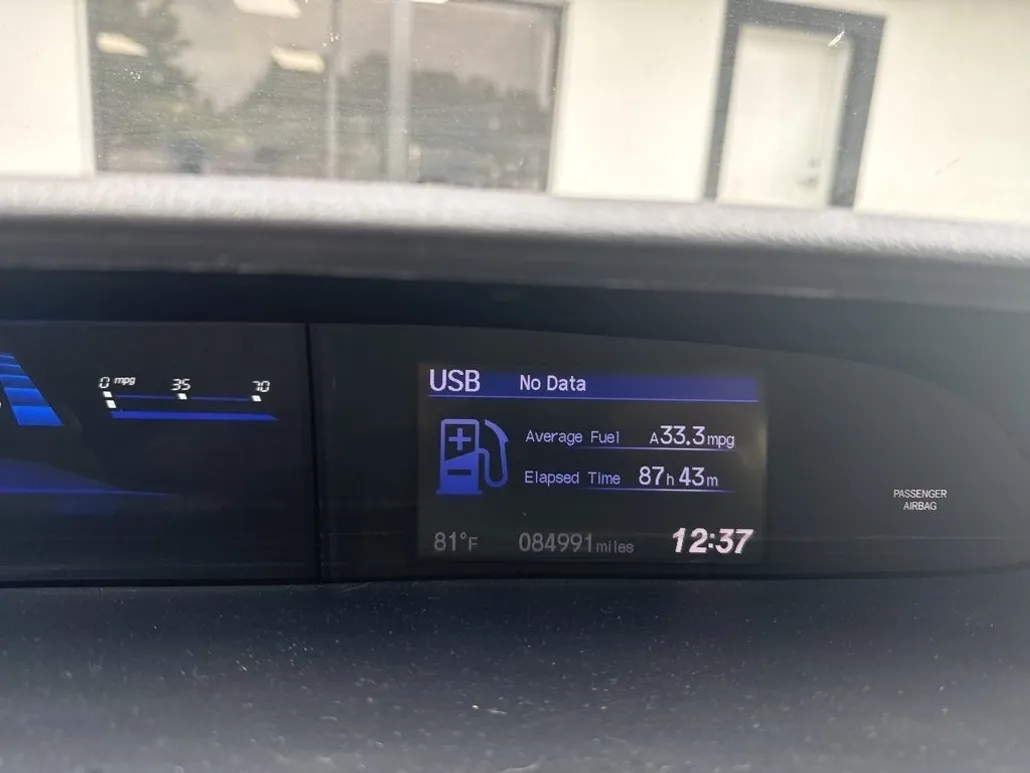 0 mpg 35 70
USB No Data
Average Fuel A33.3mpg
Elapsed Time 87h43m
81°F 084991miles 12:37
PASSENGER
AIRBAG